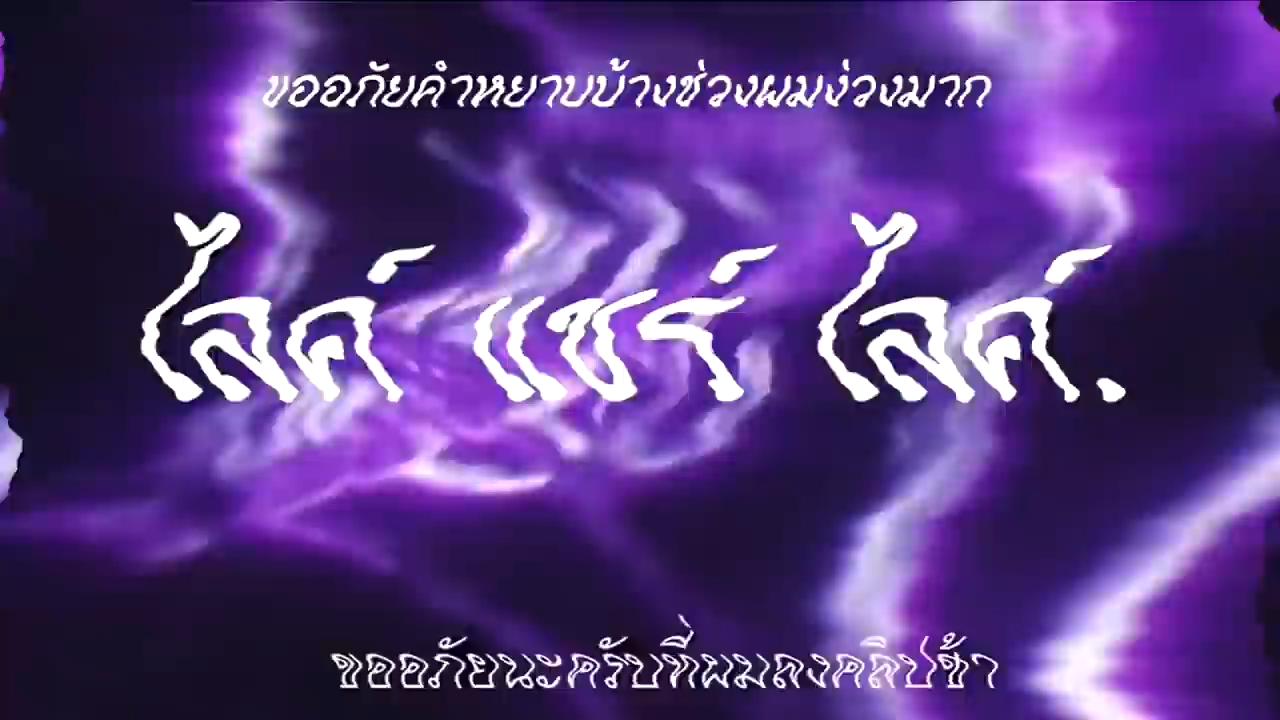 ขออภัยคำหยาบบ้างช่วงผมง่วงมาก
ไลค์ แชร์ ไลค์.
ขออภัยนะครับที่ผมลงคลิปช้า